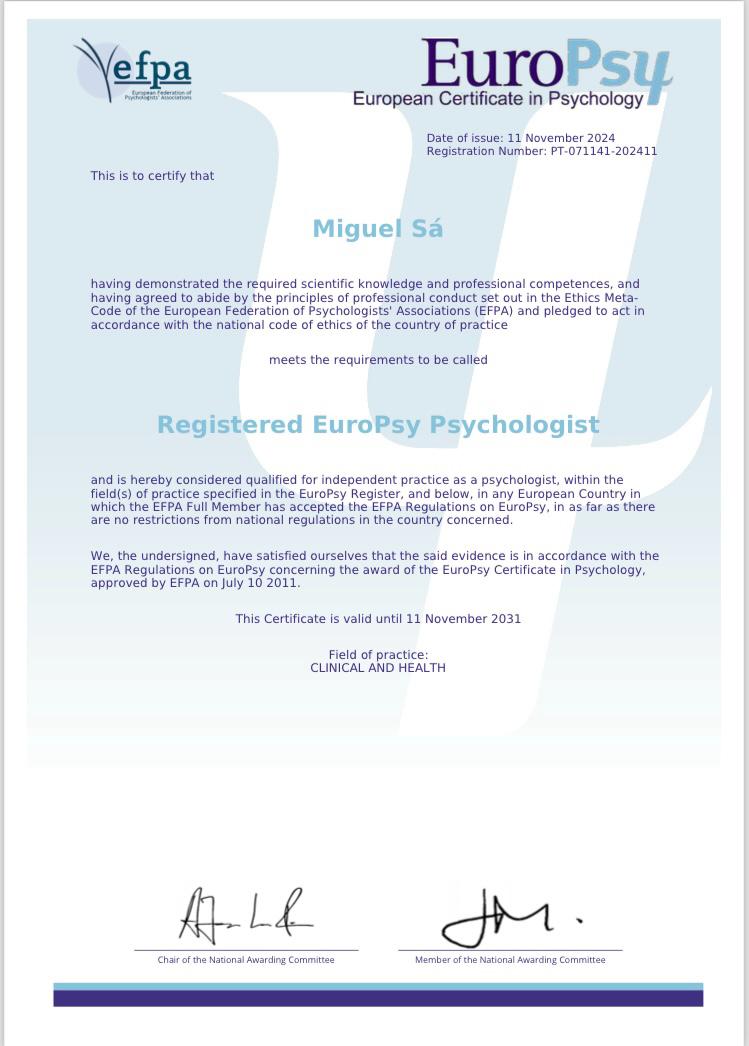 efpa
European Federation of
Psychologists' Associations
EuroPsy
European Certificate in Psychology
Date of issue: 11 November 2024
Registration Number: PT-071141-202411
This is to certify that
Miguel Sá
having demonstrated the required scientific knowledge and professional competences, and
having agreed to abide by the principles of professional conduct set out in the Ethics Meta-
Code of the European Federation of Psychologists' Associations (EFPA) and pledged to act in
accordance with the national code of ethics of the country of practice
meets the requirements to be called
Registered EuroPsy Psychologist
and is hereby considered qualified for independent practice as a psychologist, within the
field(s) of practice specified in the EuroPsy Register, and below, in any European Country in
which the EFPA Full Member has accepted the EFPA Regulations on EuroPsy, in as far as there
are no restrictions from national regulations in the country concerned.
We, the undersigned, have satisfied ourselves that the said evidence is in accordance with the
EFPA Regulations on EuroPsy concerning the award of the EuroPsy Certificate in Psychology,
approved by EFPA on July 10 2011.
This Certificate is valid until 11 November 2031
Field of practice:
CLINICAL AND HEALTH
Chair of the National Awarding Committee
Member of the National Awarding Committee